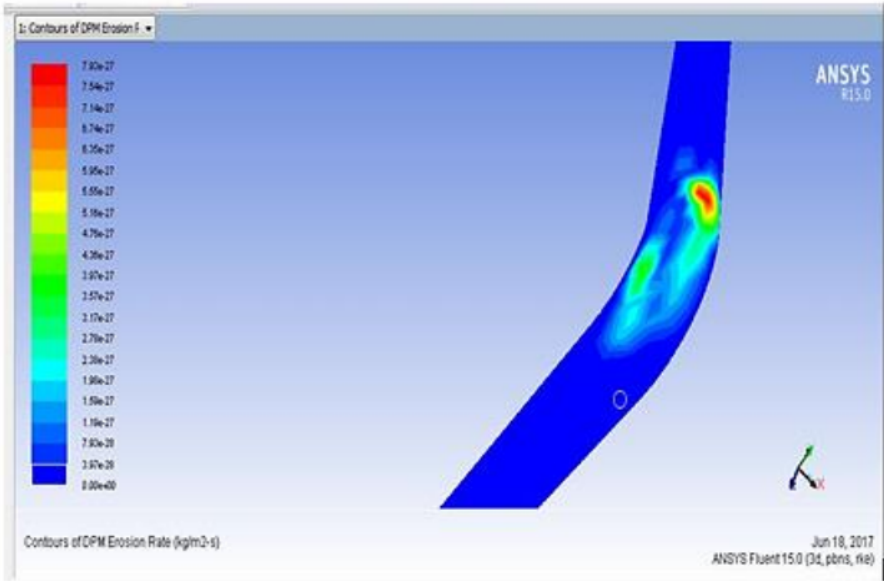 1: Contours of DPM Erosion F
ANSYS
R15.0
7.93e-27
7.54e-27
7.14e-27
6.74e-27
6.35e-27
5.95e-27
5.55e-27
5.16e-27
4.76e-27
4.36e-27
3.97e-27
3.57e-27
3.17e-27
2.78e-27
2.38e-27
1.98e-27
1.59e-27
1.19e-27
7.93e-28
3.97e-28
0.00e+00
X
Contours of DPM Erosion Rate (kg/m2-s)
Jun 18, 2017
ANSYS Fluent 15.0 (3d, pbns, rke)